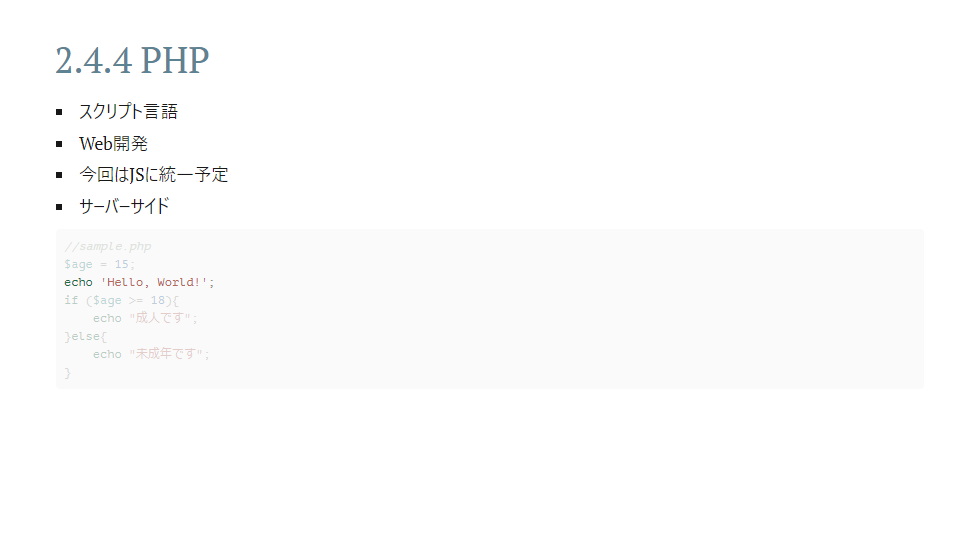 2.4.4 PHP
スクリプト言語
Web開発
今回はJSに統一予定
サーバーサイド
//sample.php
$age = 15;
echo 'Hello, World!';
if ($age >= 18){
    echo "成人です";
}else{
    echo "未成年です";
}